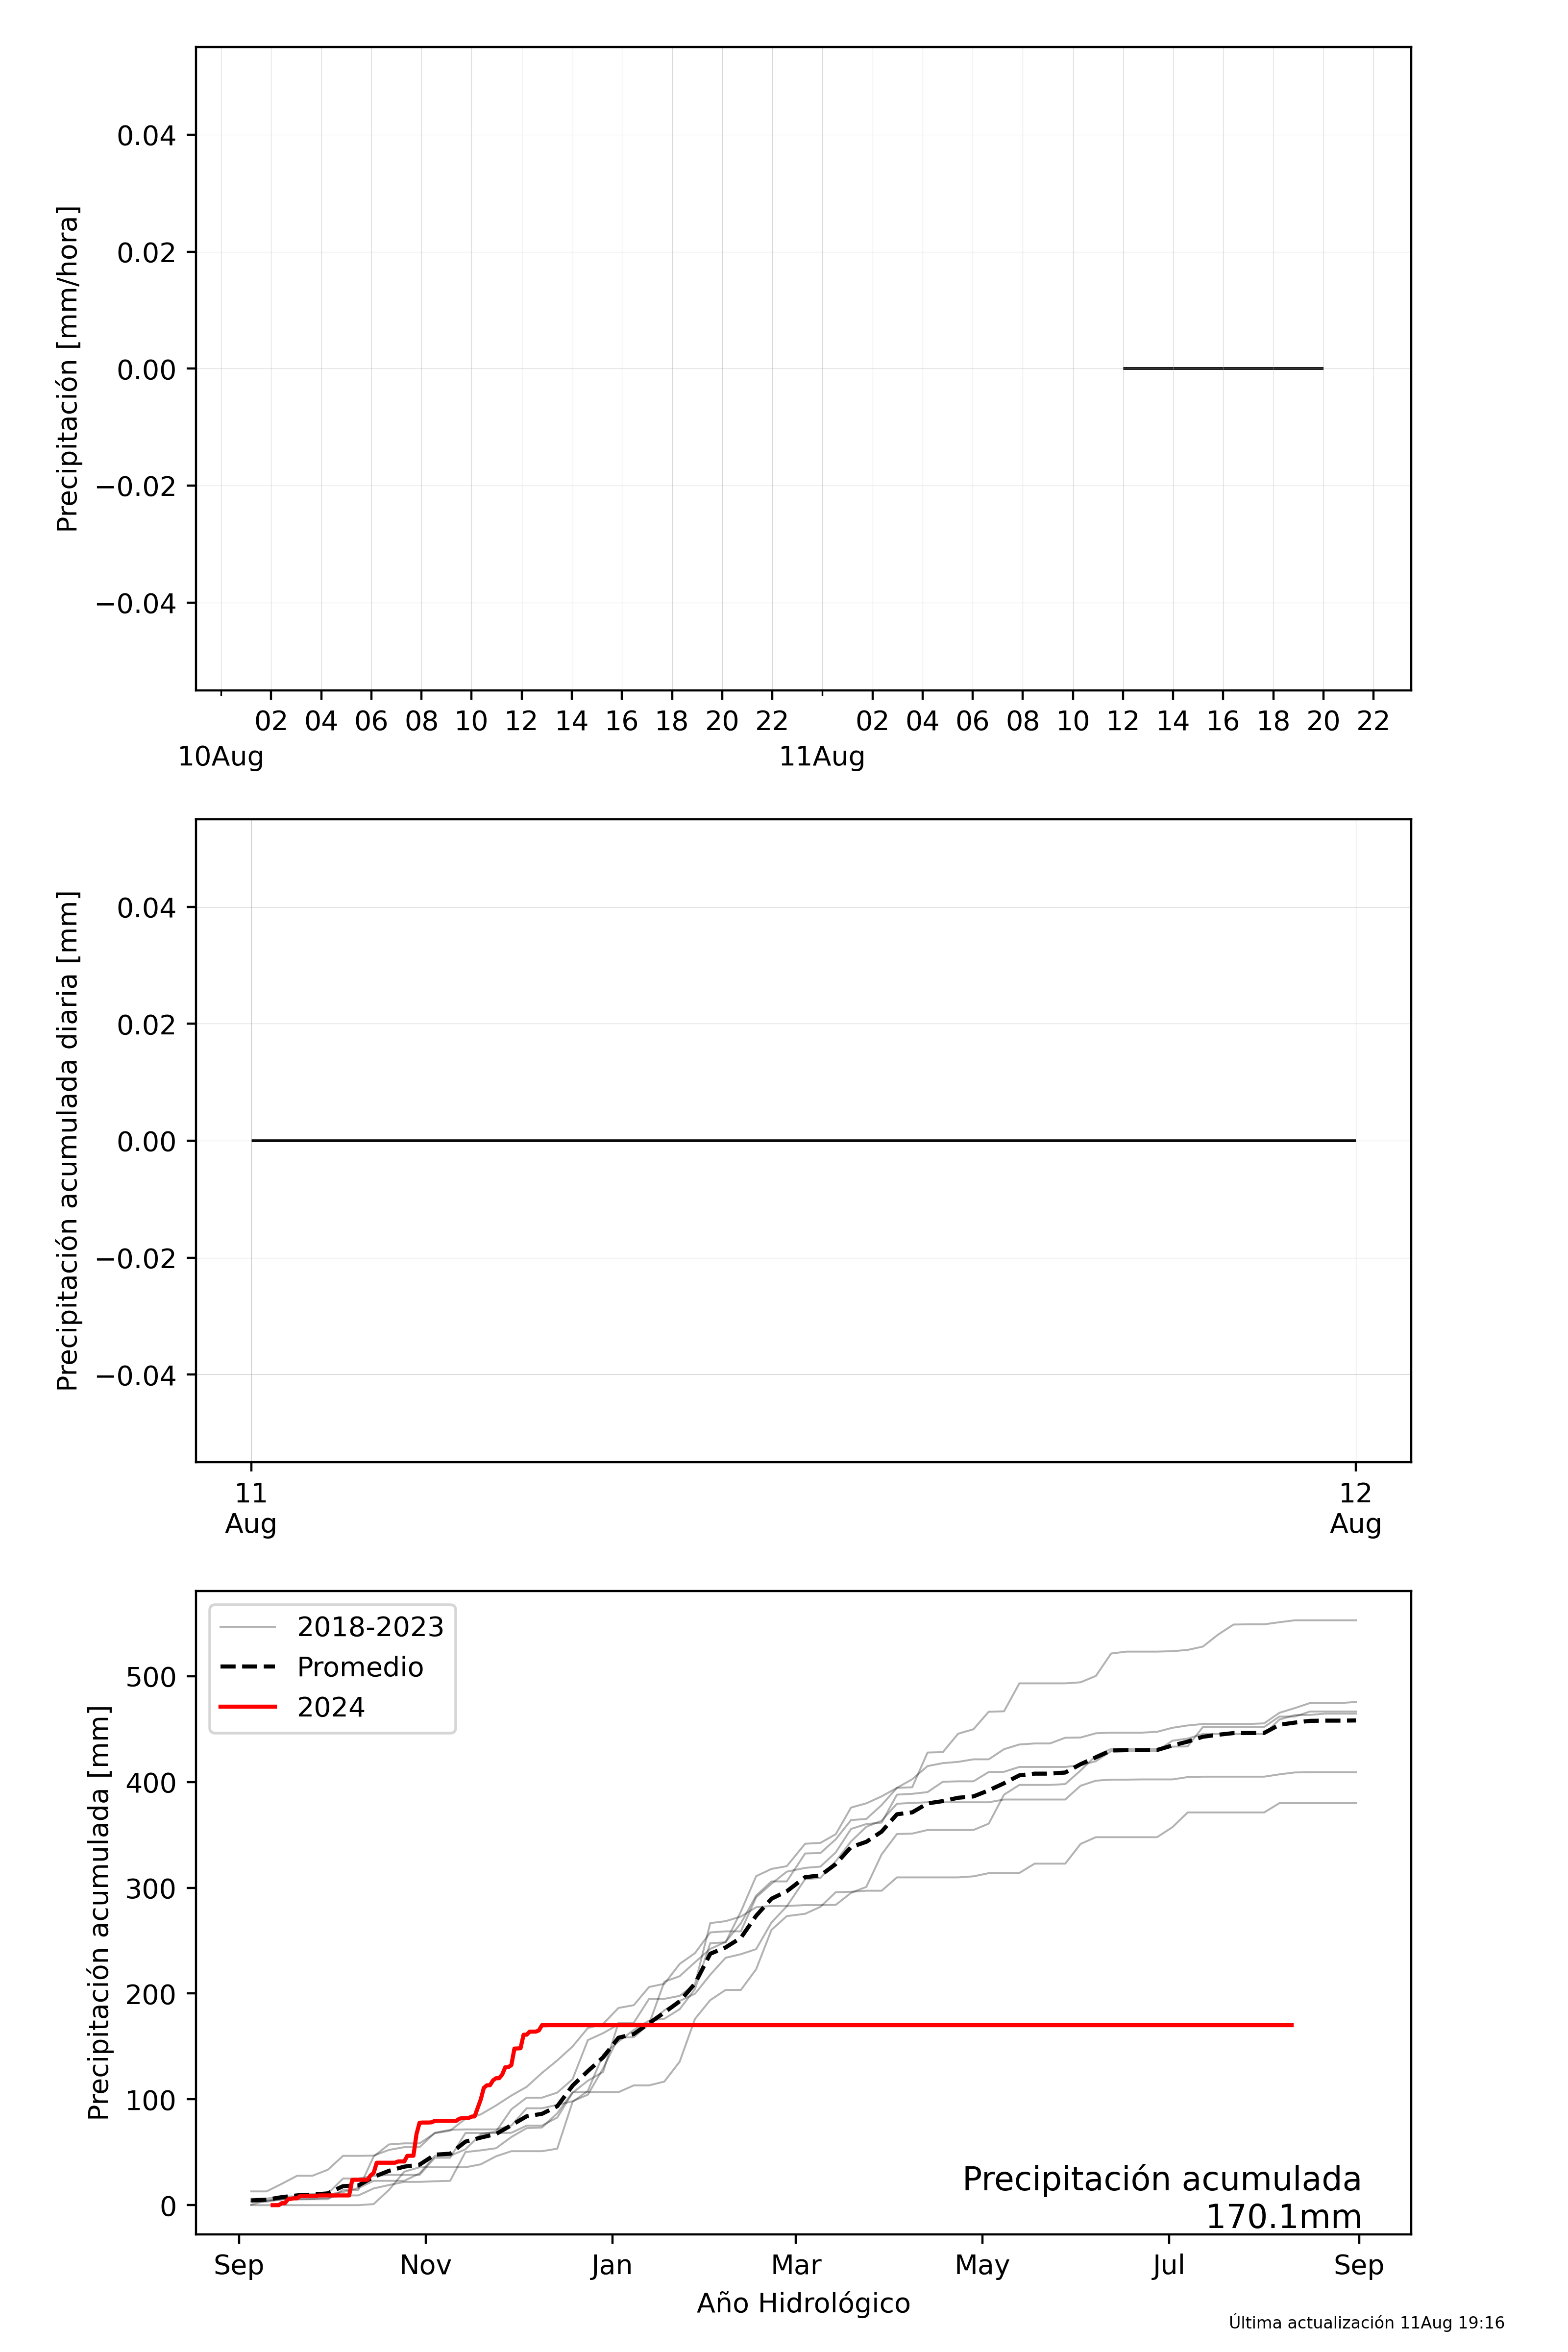 Precipitación [mm/hora]
0.04
0.02
0.00
−0.02
−0.04
02 04 06 08 10 12 14 16 18 20 22 02 04 06 08 10 12 14 16 18 20 22
10Aug 11Aug
Precipitación acumulada diaria [mm]
0.04
0.02
0.00
−0.02
−0.04
11 12
Aug Aug
Precipitación acumulada [mm]
2018-2023
Promedio
2024
500
400
300
200
100
0
Precipitación acumulada
170.1mm
Sep Nov Jan Mar May Jul Sep
Año Hidrológico
Última actualización 11Aug 19:16